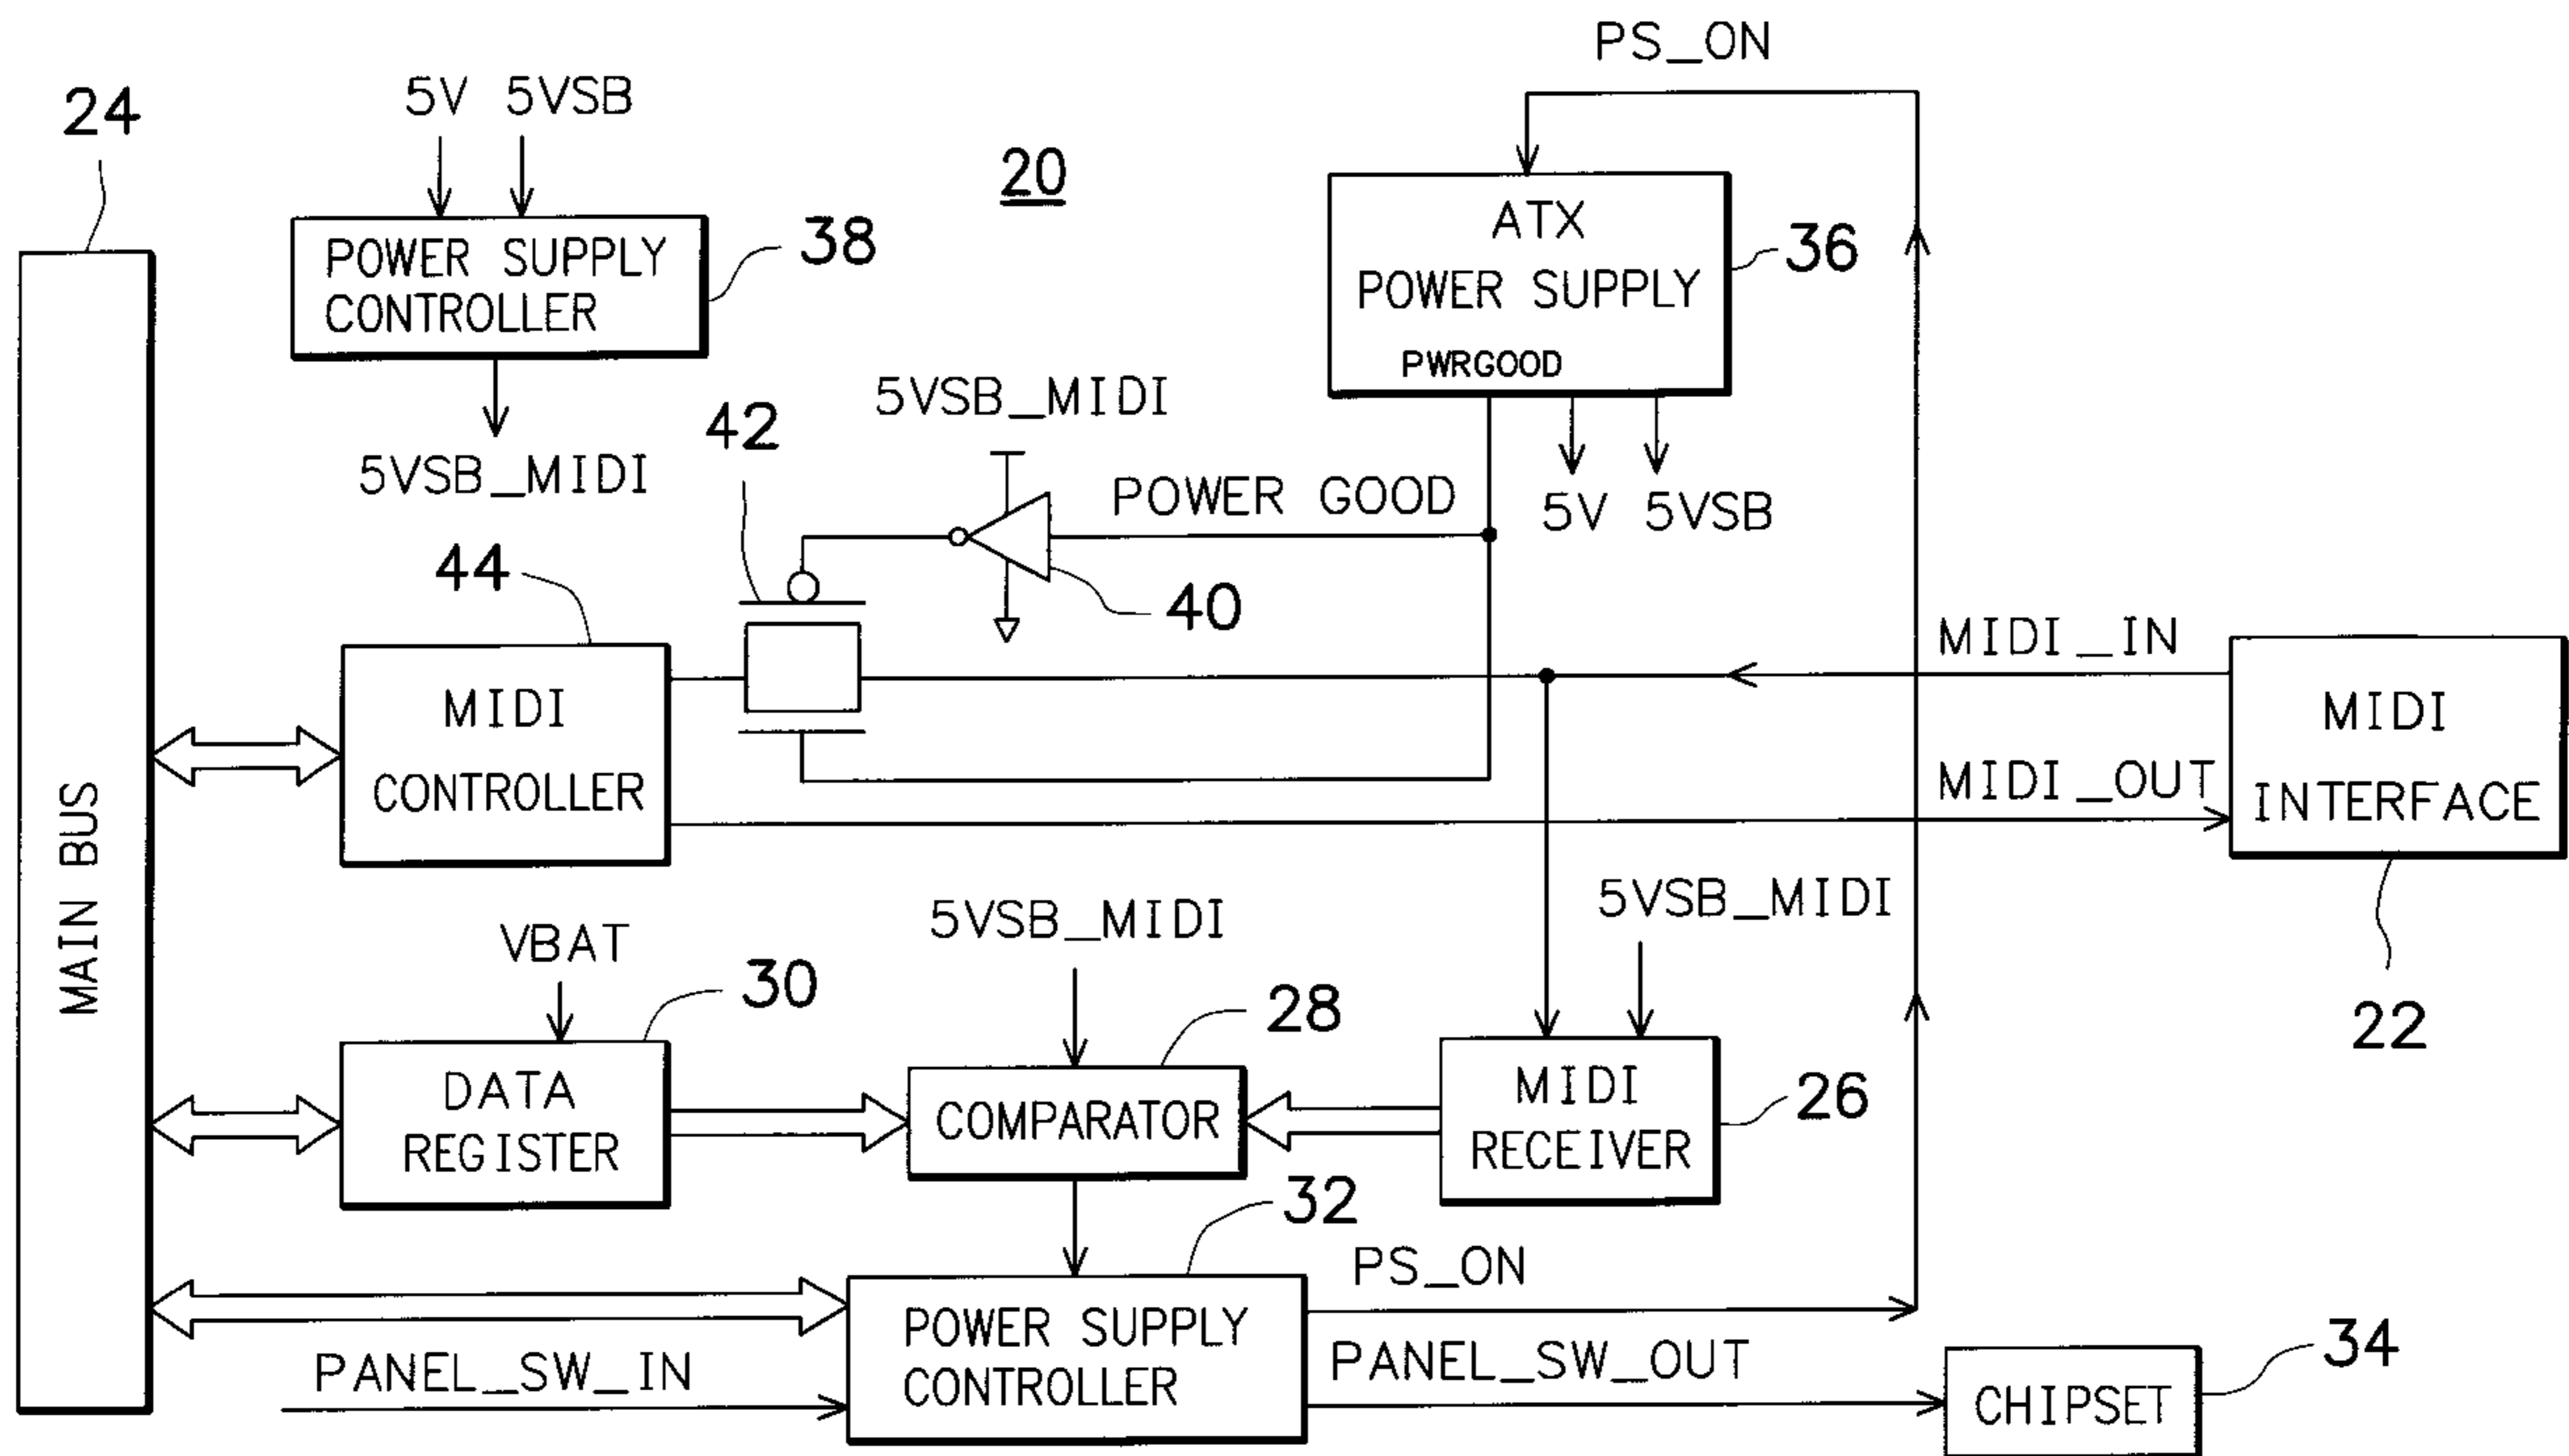 PS_ON
24
5V 5VSB
20
POWER SUPPLY
CONTROLLER
38
ATX
POWER SUPPLY
PWRGOOD
36
5VSB_MIDI
42
5VSB_MIDI
POWER GOOD
5V 5VSB
44
40
MIDI_IN
MIDI
CONTROLLER
MIDI
INTERFACE
MIDI_OUT
MAIN BUS
VBAT
30
5VSB_MIDI
28
5VSB_MIDI
22
DATA
REGISTER
COMPARATOR
MIDI
RECEIVER
26
32
PS_ON
POWER SUPPLY
CONTROLLER
PANEL_SW_IN
PANEL_SW_OUT
34
CHIPSET